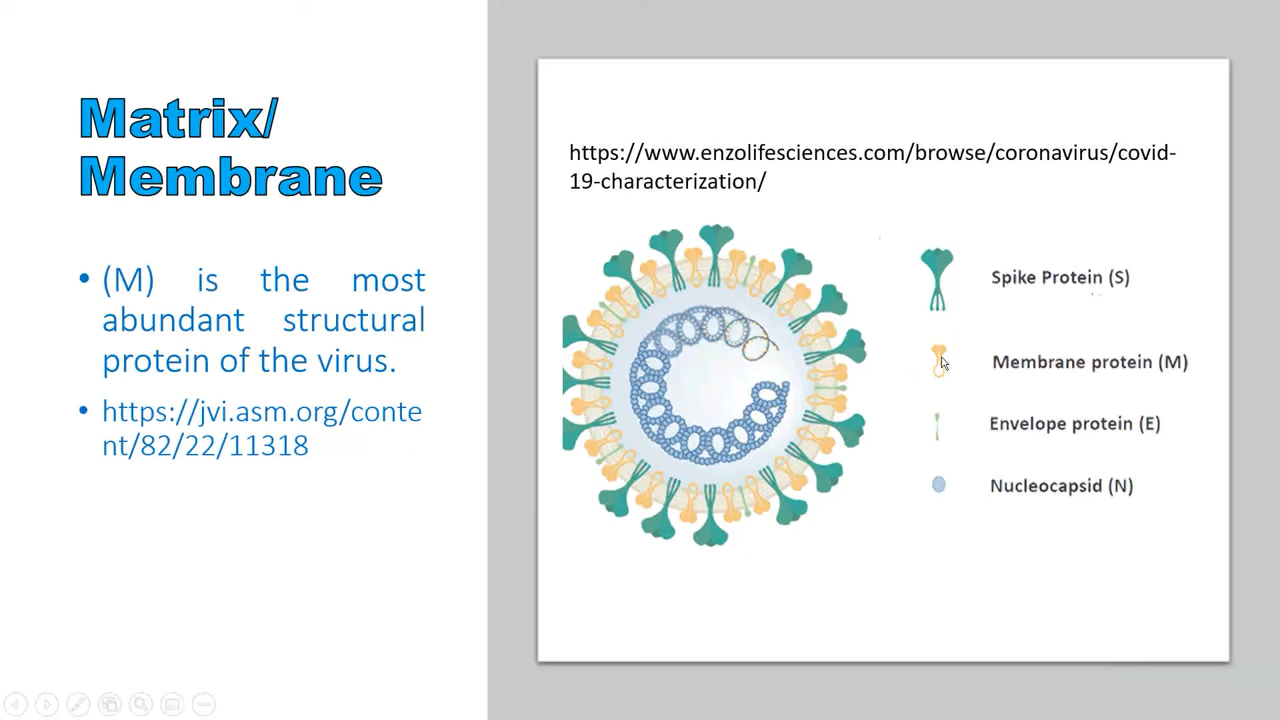 Matrix/
Membrane
• (M) is the most
abundant structural
protein of the virus.
• https://jvi.asm.org/conte
nt/82/22/11318
https://www.enzolifesciences.com/browse/coronavirus/covid-
19-characterization/
Spike Protein (S)
Membrane protein (M)
Envelope protein (E)
Nucleocapsid (N)